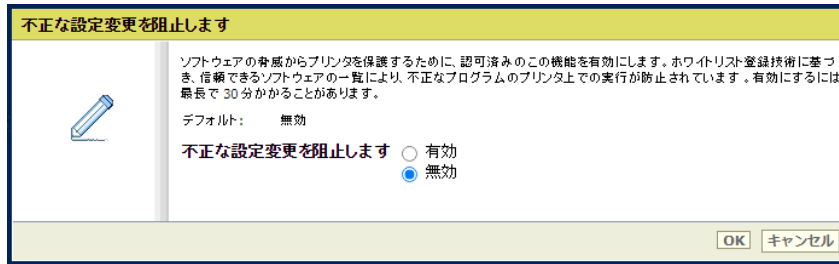 不正な設定変更を阻止します
ソフトウェアの脅威からプリンタを保護するために、認可済みのこの機能を有効にします。ホワイトリスト登録技術に基づ
き、信頼できるソフトウェアの一覧により、不正なプログラムのプリンタ上での実行が防止されています。有効にするには
最長で 30 分かかることがあります。
デフォルト： 無効
不正な設定変更を阻止します 有効
無効
OK キャンセル